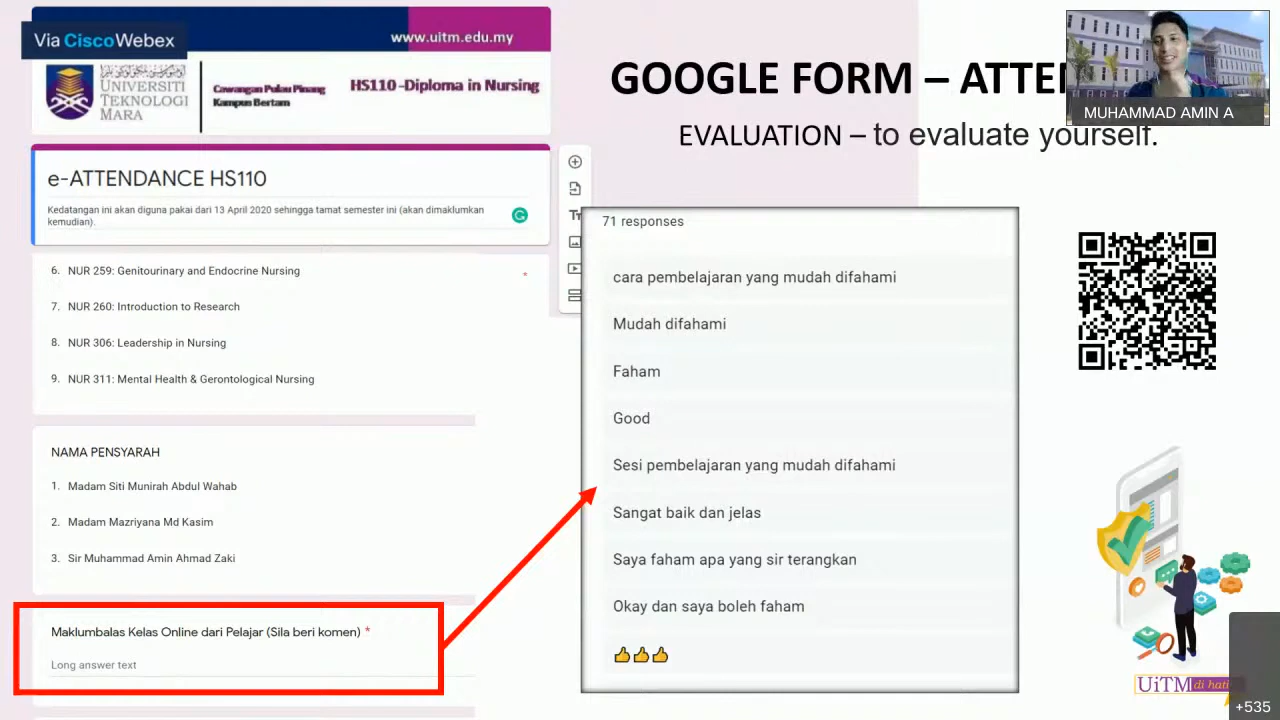 Via Cisco Webex
www.uitm.edu.my
UNIVERSITI
TEKNOLOGI
MARA
Cawangan Pulau Pinang
Kampus Bertam
HS110 -Diploma in Nursing
GOOGLE FORM – ATTE
EVALUATION – to evaluate yourself.
MUHAMMAD AMIN A
e-ATTENDANCE HS110
Kedatangan ini akan diguna pakai dari 13 April 2020 sehingga tamat semester ini (akan dimaklumkan
kemudian).
6. NUR 259: Genitourinary and Endocrine Nursing *
7. NUR 260: Introduction to Research
8. NUR 306: Leadership in Nursing
9. NUR 311: Mental Health & Gerontological Nursing
NAMA PENSYARAH
1. Madam Siti Munirah Abdul Wahab
2. Madam Mazriyana Md Kasim
3. Sir Muhammad Amin Ahmad Zaki
Maklumbalas Kelas Online dari Pelajar (Sila beri komen) *
Long answer text
Tт
71 responses
cara pembelajaran yang mudah difahami
Mudah difahami
Faham
Good
Sesi pembelajaran yang mudah difahami
Sangat baik dan jelas
Saya faham apa yang sir terangkan
Okay dan saya boleh faham
👍👍👍
UiTM di hati
+535